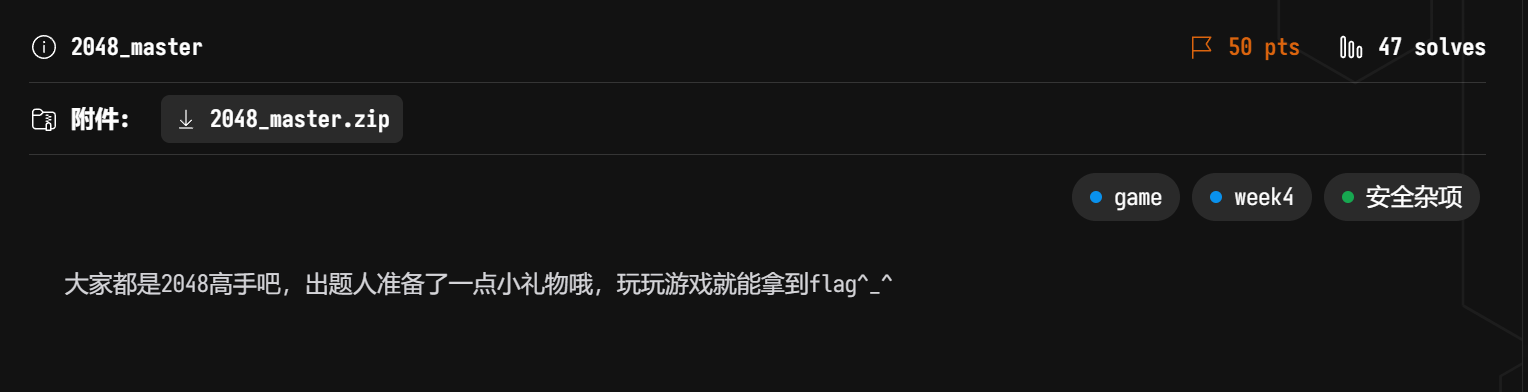 2048_master
50 pts
47 solves
附件：
2048_master.zip
game
week4
安全杂项
大家都是2048高手吧，出题人准备了一点小礼物哦，玩玩游戏就能拿到flag^_^